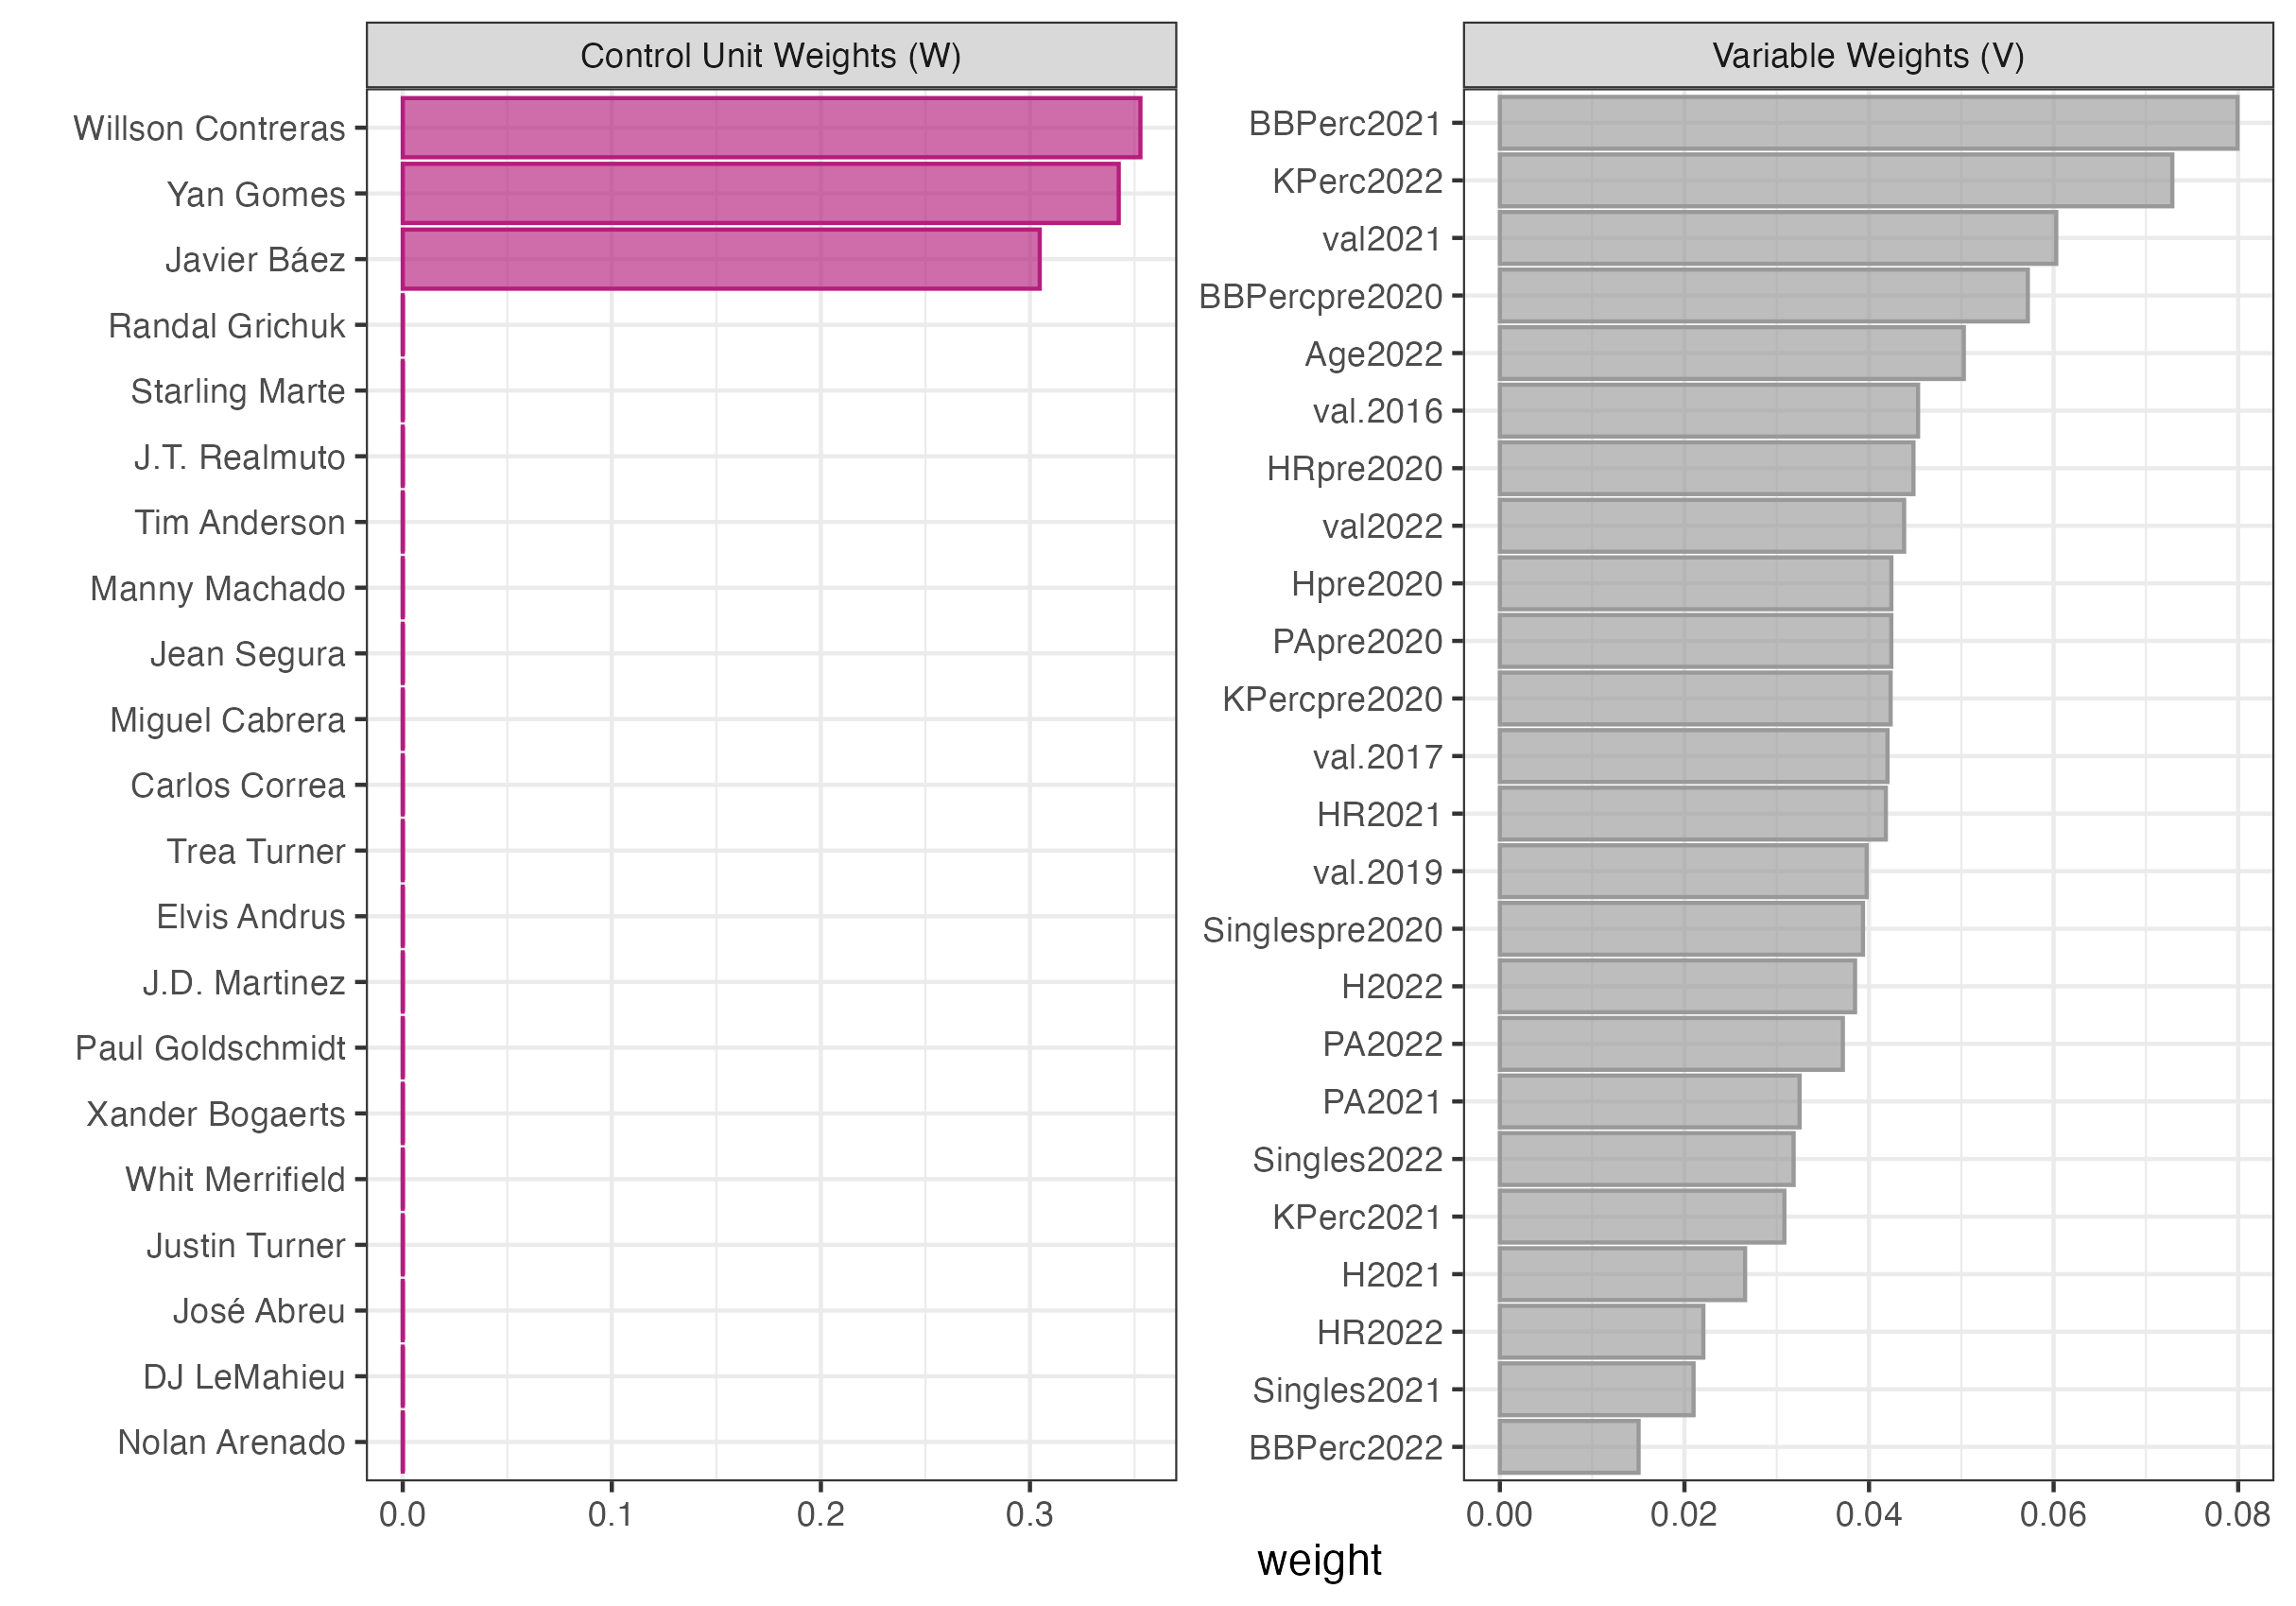 Control Unit Weights (W)
Willson Contreras
Yan Gomes
Javier Báez
Randal Grichuk
Starling Marte
J.T. Realmuto
Tim Anderson
Manny Machado
Jean Segura
Miguel Cabrera
Carlos Correa
Trea Turner
Elvis Andrus
J.D. Martinez
Paul Goldschmidt
Xander Bogaerts
Whit Merrifield
Justin Turner
José Abreu
DJ LeMahieu
Nolan Arenado
0.0 0.1 0.2 0.3
Variable Weights (V)
BBPerc2021
KPerc2022
val2021
BBPercpre2020
Age2022
val.2016
HRpre2020
val2022
Hpre2020
PApre2020
KPercpre2020
val.2017
HR2021
val.2019
Singlespre2020
H2022
PA2022
PA2021
Singles2022
KPerc2021
H2021
HR2022
Singles2021
BBPerc2022
0.00 0.02 0.04 0.06 0.08
weight